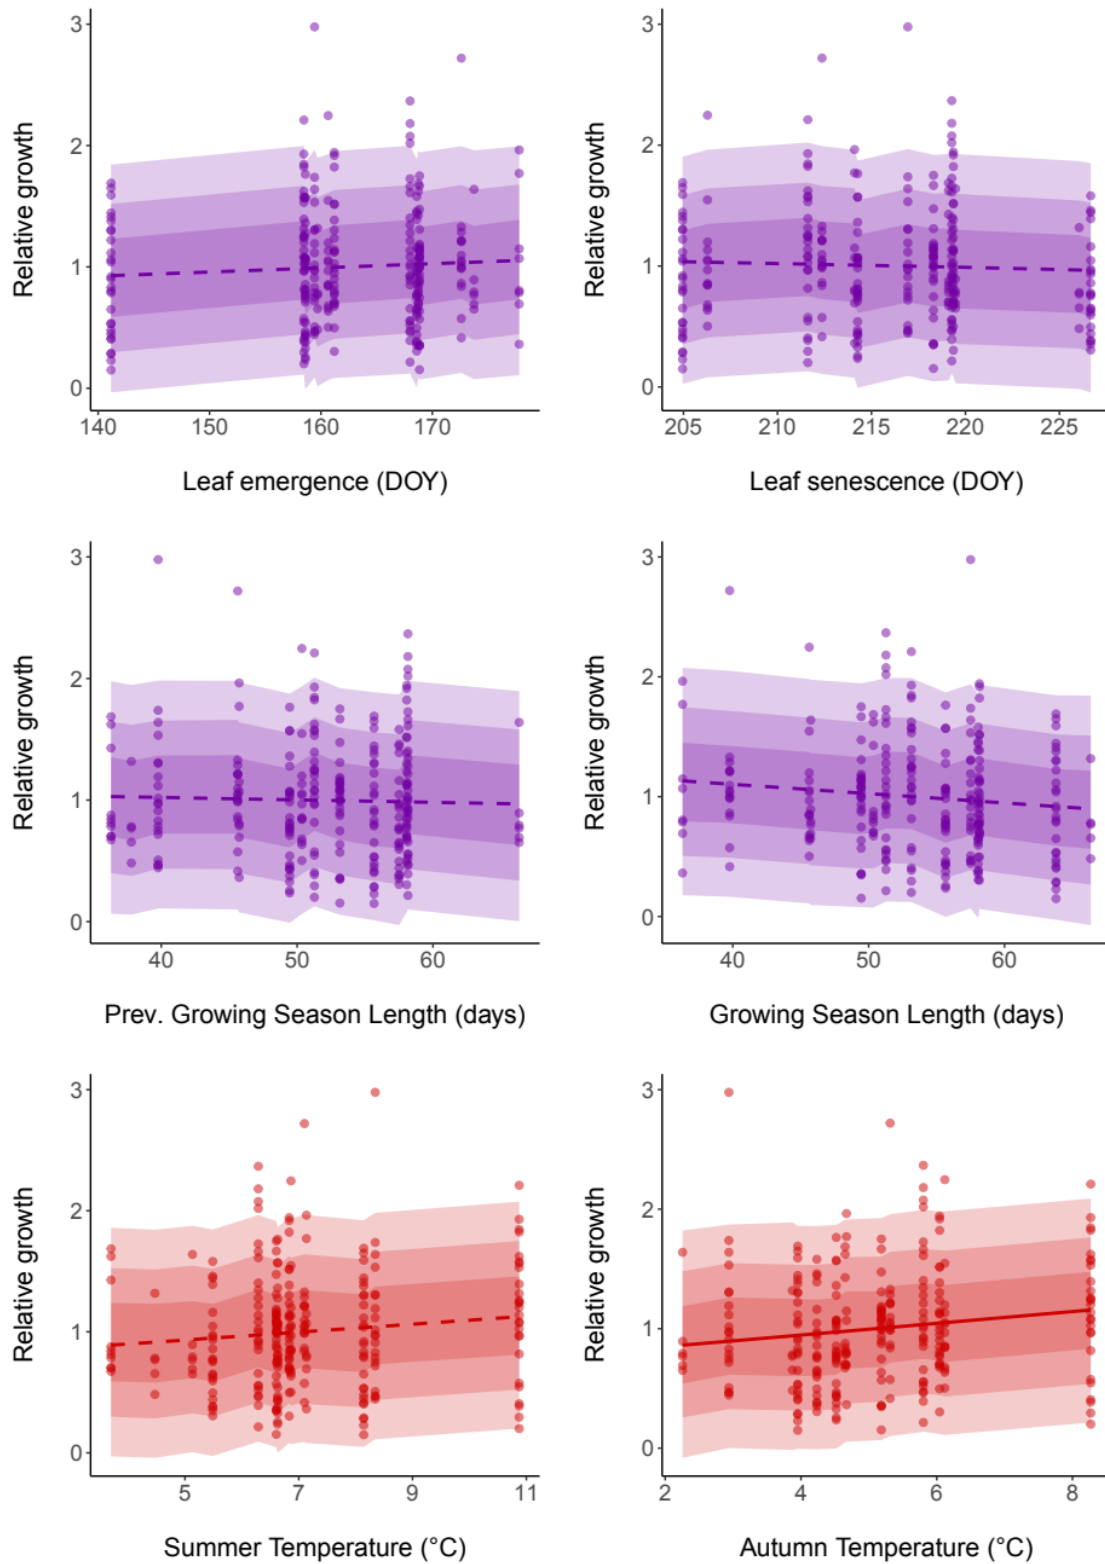 3
2
1
0
Relative growth
140 150 160 170
Leaf emergence (DOY)
3
2
1
0
Relative growth
205 210 215 220 225
Leaf senescence (DOY)
3
2
1
0
Relative growth
40 50 60
Prev. Growing Season Length (days)
3
2
1
0
Relative growth
40 50 60
Growing Season Length (days)
3
2
1
0
Relative growth
5 7 9 11
Summer Temperature (°C)
3
2
1
0
Relative growth
2 4 6 8
Autumn Temperature (°C)